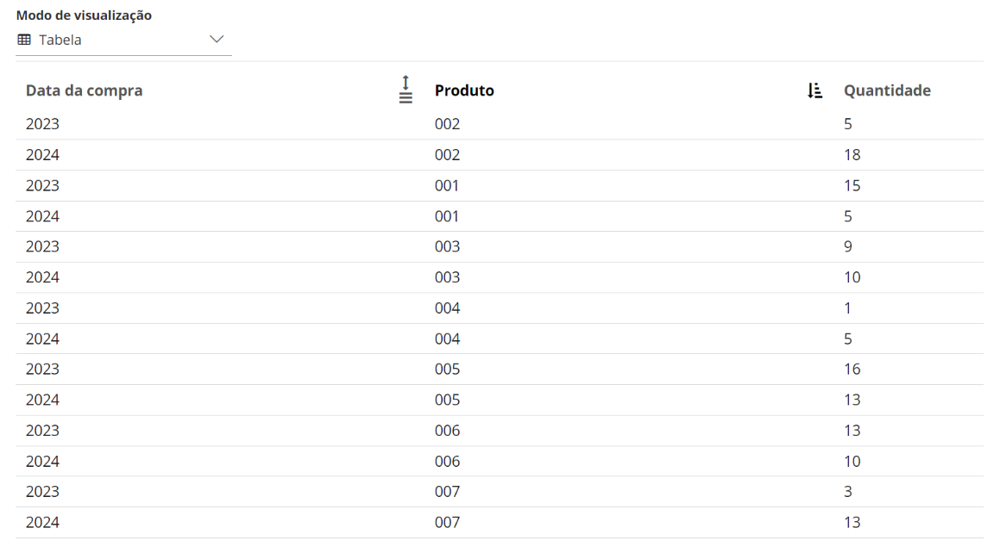 Modo de visualização
Tabela
Data da compra Produto Quantidade
2023 002 5
2024 002 18
2023 001 15
2024 001 5
2023 003 9
2024 003 10
2023 004 1
2024 004 5
2023 005 16
2024 005 13
2023 006 13
2024 006 10
2023 007 3
2024 007 13